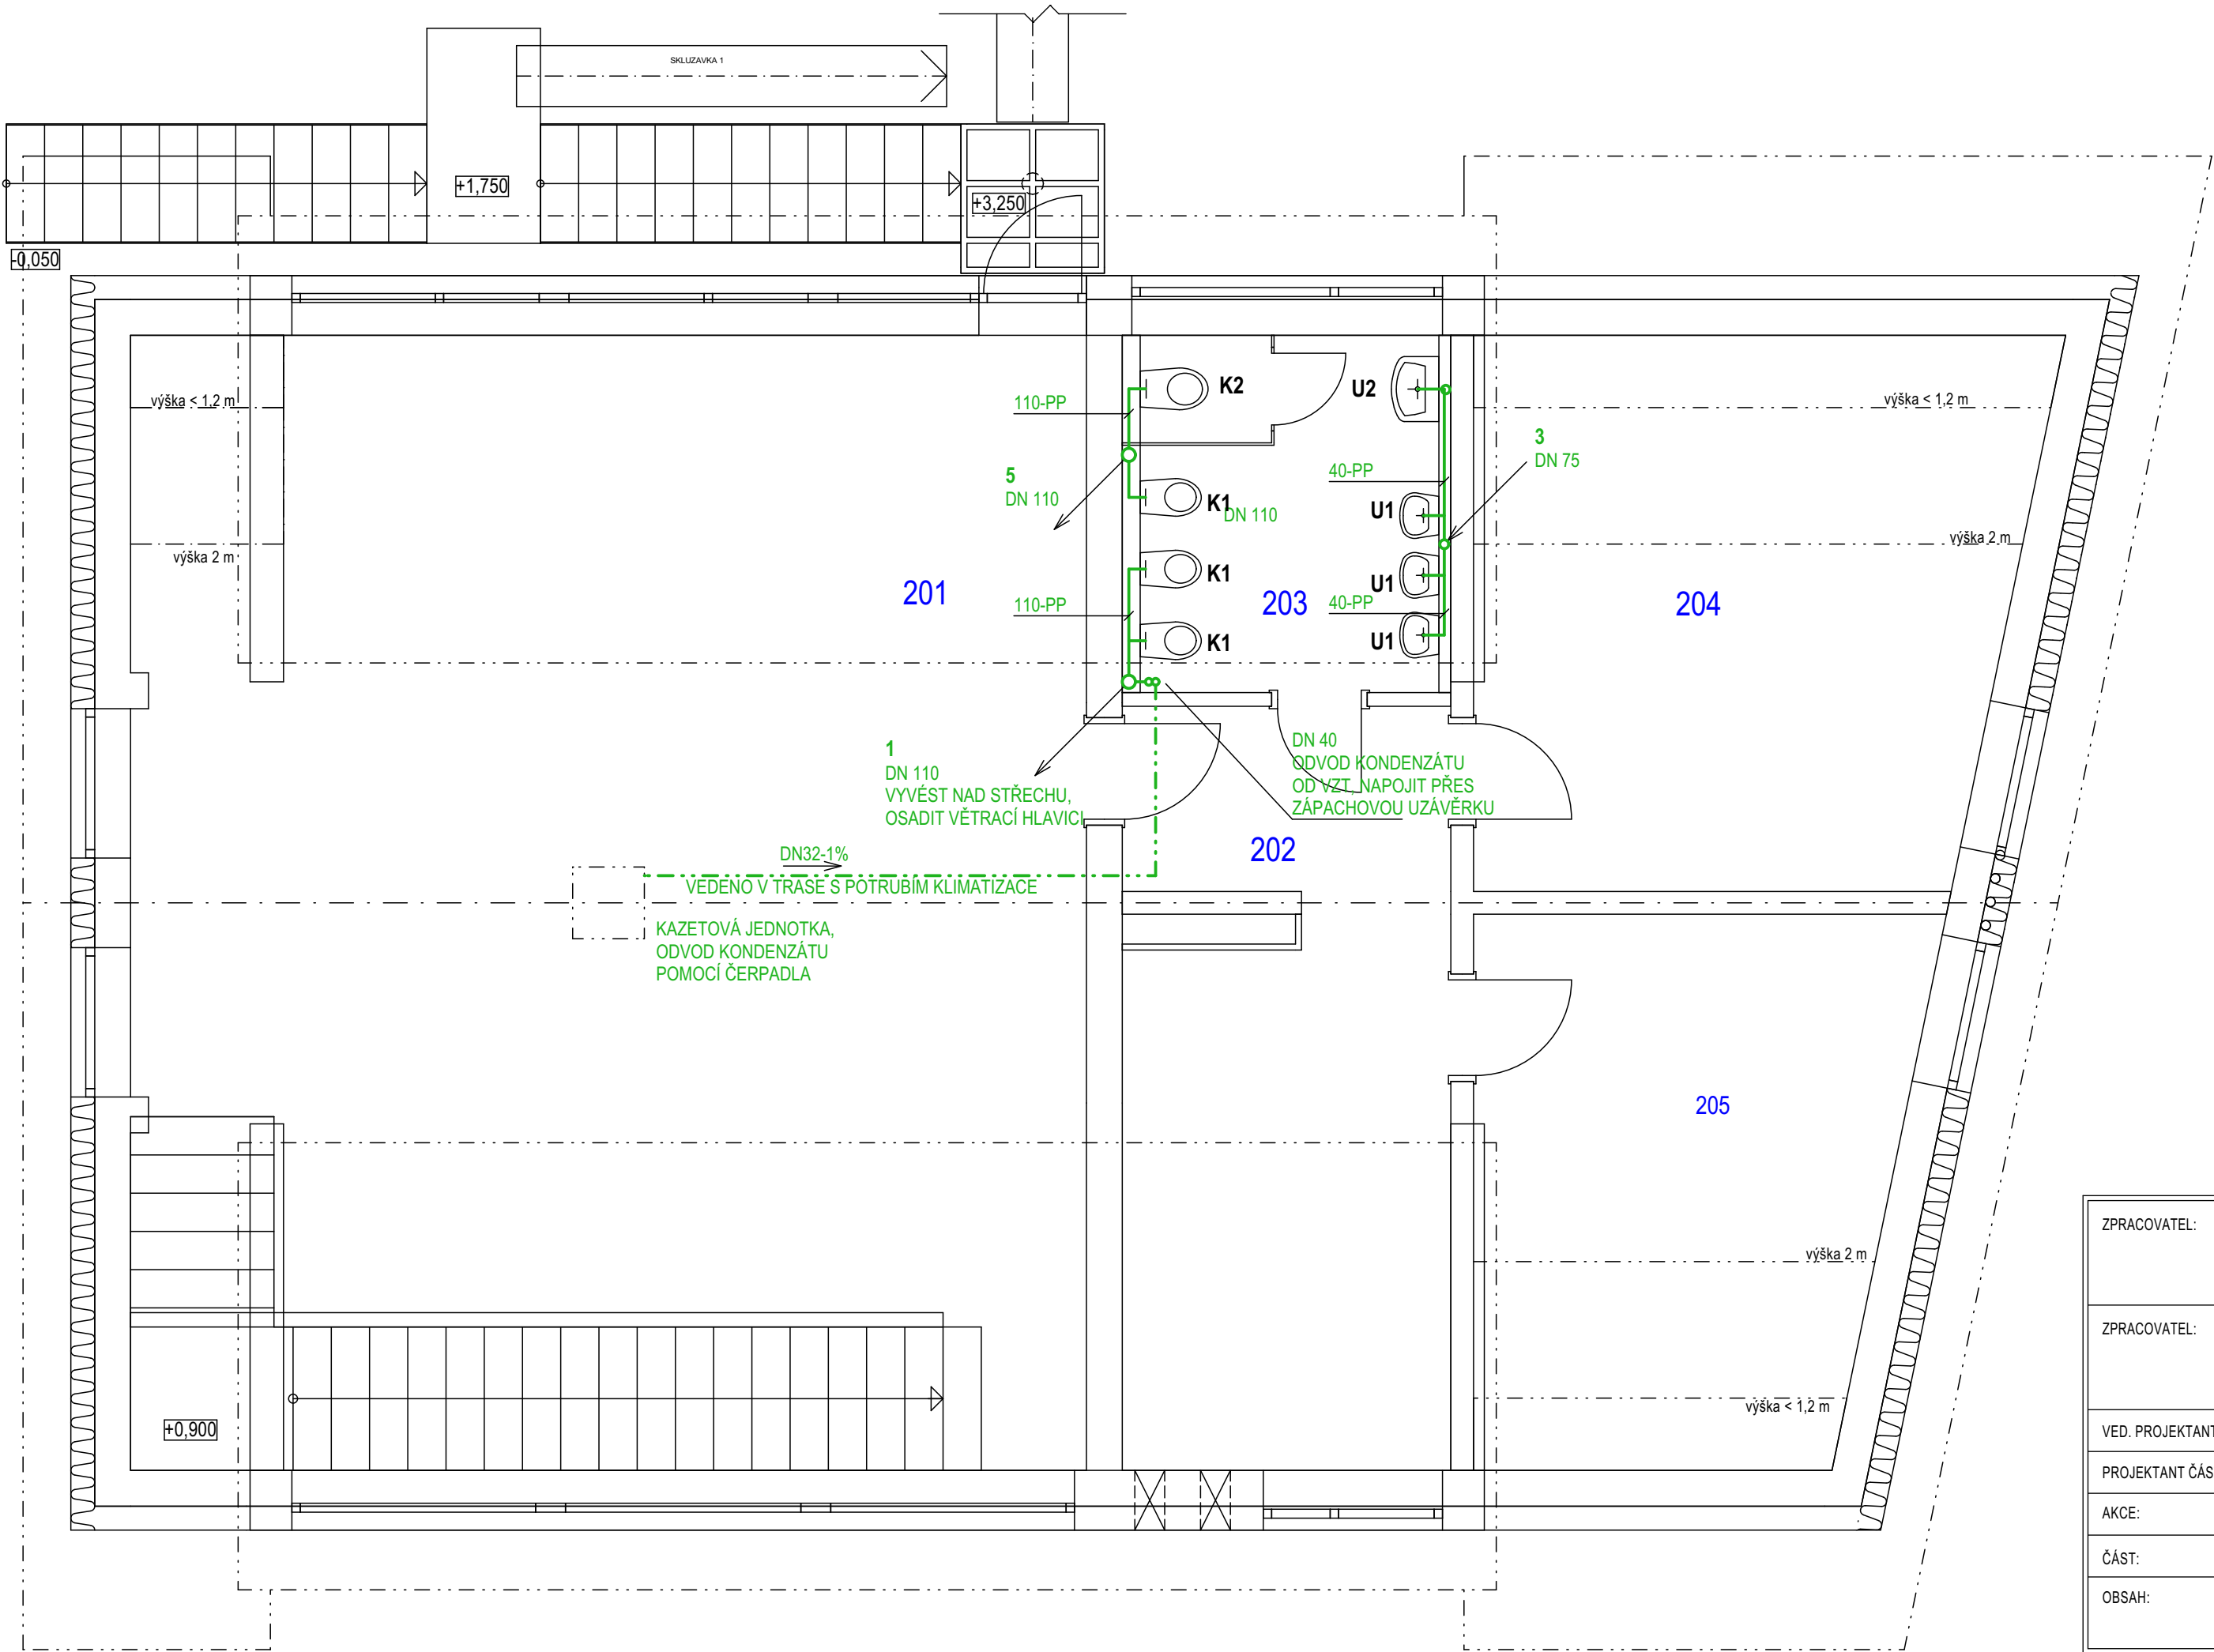 SKLUZAVKA 1
+1,750
+3,250
-0,050
výška < 1,2 m
výška 2 m
110-PP
5
DN 110
K2
U2
3
DN 75
40-PP
K1
DN 110
U1
K1
U1
110-PP
40-PP
K1
U1
201
203
204
výška < 1,2 m
výška 2 m
1
DN 110
VYVÉST NAD STŘECHU,
OSADIT VĚTRACÍ HLAVICI
DN 40
ODVOD KONDENZÁTU
OD VZT, NAPOJIT PŘES
ZÁPACHOVOU UZÁVĚRKU
202
DN32-1%
VEDENO V TRASE S POTRUBÍM KLIMATIZACE
KAZETOVÁ JEDNOTKA,
ODVOD KONDENZÁTU
POMOCÍ ČERPADLA
205
výška 2 m
výška < 1,2 m
+0,900
ZPRACOVATEL:
ZPRACOVATEL:
VED. PROJEKTANT
PROJEKTANT ČÁS
AKCE:
ČÁST:
OBSAH: